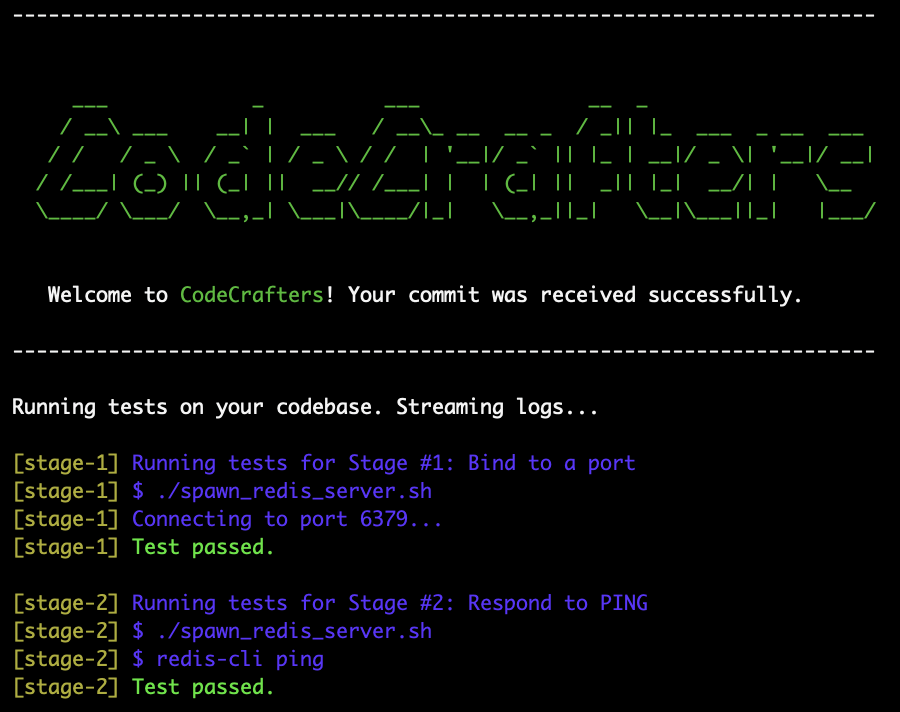 ------------------------------------------------------------------------
CodeCrafters
Welcome to CodeCrafters! Your commit was received successfully.
------------------------------------------------------------------------
Running tests on your codebase. Streaming logs...
[stage-1] Running tests for Stage #1: Bind to a port
[stage-1] $ ./spawn_redis_server.sh
[stage-1] Connecting to port 6379...
[stage-1] Test passed.
[stage-2] Running tests for Stage #2: Respond to PING
[stage-2] $ ./spawn_redis_server.sh
[stage-2] $ redis-cli ping
[stage-2] Test passed.